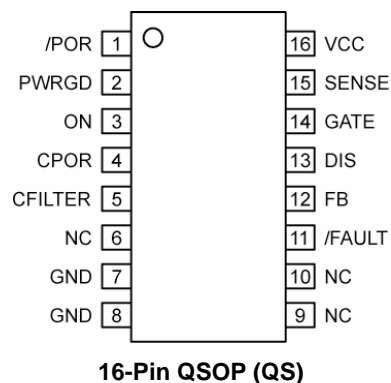 /POR 1 16 VCC
PWRGD 2 15 SENSE
ON 3 14 GATE
CPOR 4 13 DIS
CFILTER 5 12 FB
NC 6 11 /FAULT
GND 7 10 NC
GND 8 9 NC
16-Pin QSOP (QS)